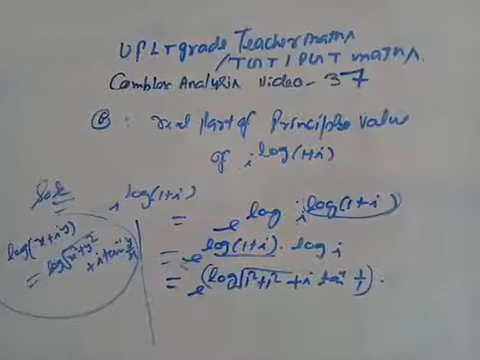 UPLT grade Teacher maths
/TGT/PGT maths.
Complex Analysis Video-37
Q: real part of Principle value
of i^log(1+i)
Sol:
i^log(1+i) = e^log i^log(1+i)
log(x+iy)
= log√x²+y²
+ i tan⁻¹ y/x
= e^log(1+i) . log i
= e^(log√1²+1² + i tan⁻¹ (1/1) .